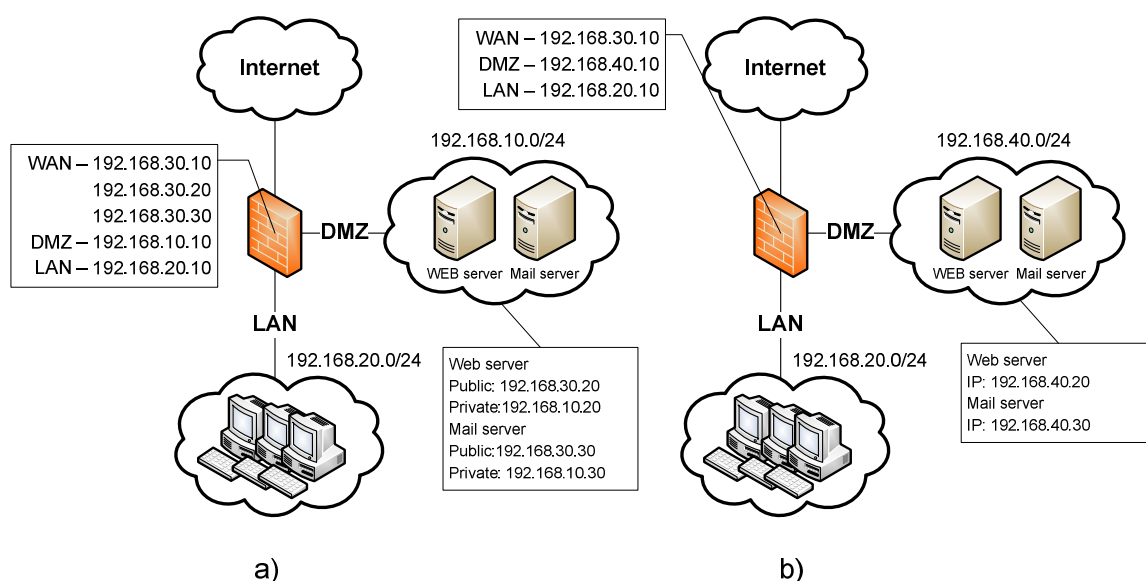 Internet
WAN – 192.168.30.10
192.168.30.20
192.168.30.30
DMZ – 192.168.10.10
LAN – 192.168.20.10
192.168.10.0/24
DMZ
WEB server
Mail server
LAN
192.168.20.0/24
Web server
Public: 192.168.30.20
Private:192.168.10.20
Mail server
Public:192.168.30.30
Private: 192.168.10.30
a)
WAN – 192.168.30.10
DMZ – 192.168.40.10
LAN – 192.168.20.10
Internet
192.168.40.0/24
DMZ
WEB server
Mail server
LAN
192.168.20.0/24
Web server
IP: 192.168.40.20
Mail server
IP: 192.168.40.30
b)